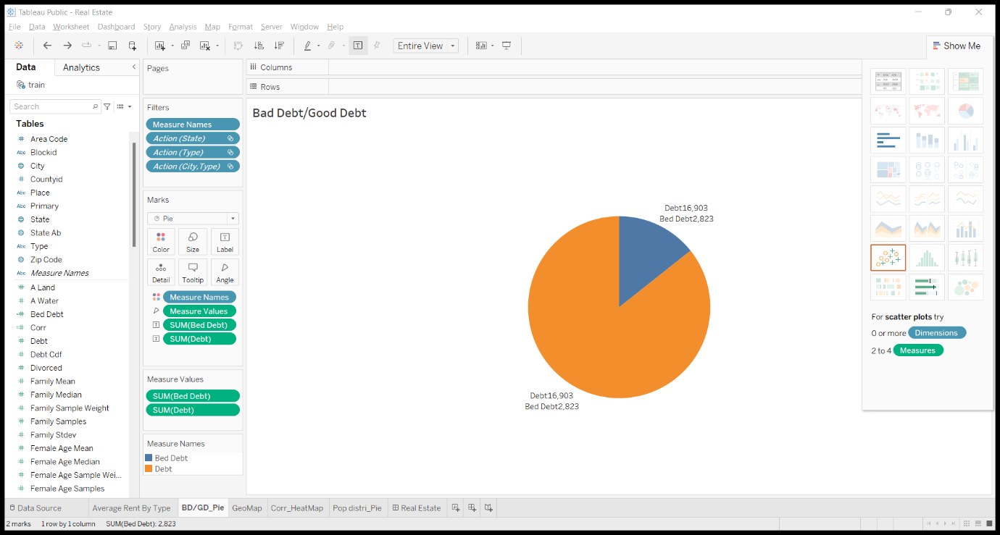 Tableau Public - Real Estate
File Data Worksheet Dashboard Story Analysis Map Format Server Window Help
Entire View
Show Me
Data Analytics
train
Search
Tables
# Area Code
Abc Blockid
City
# Countyid
Abc Place
Abc Primary
State
State Ab
Abc Type
Zip Code
Abc Measure Names
# A Land
# A Water
=# Bed Debt
=# Corr
# Debt
# Debt Cdf
# Divorced
# Family Mean
# Family Median
# Family Sample Weight
# Family Samples
# Family Stdev
# Female Age Mean
# Female Age Median
# Female Age Sample Wei...
# Female Age Samples
Pages
Filters
Measure Names
Action (State)
Action (Type)
Action (City,Type)
Marks
Pie
Color Size Label
Detail Tooltip Angle
Measure Names
Measure Values
SUM(Bed Debt)
SUM(Debt)
Measure Values
SUM(Bed Debt)
SUM(Debt)
Measure Names
Bed Debt
Debt
Columns
Rows
Bad Debt/Good Debt
Debt16,903
Bed Debt2,823
Debt16,903
Bed Debt2,823
For scatter plots try
0 or more Dimensions
2 to 4 Measures
Data Source Average Rent By Type BD/GD_Pie GeoMap Corr_HeatMap Pop distri_Pie Real Estate
2 marks 1 row by 1 column SUM(Bed Debt): 2,823